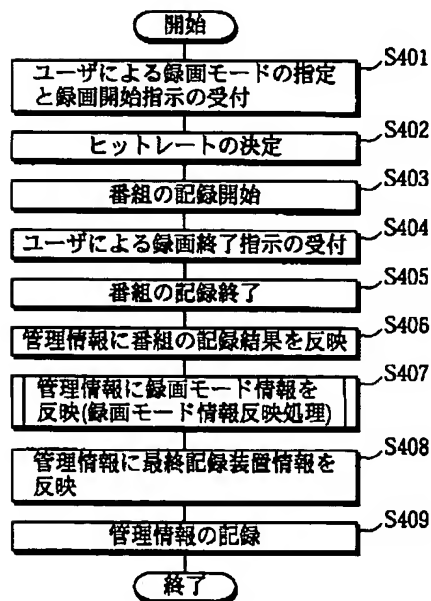 開始
S401
ユーザによる録画モードの指定
と録画開始指示の受付
S402
ヒットレートの決定
S403
番組の記録開始
S404
ユーザによる録画終了指示の受付
S405
番組の記録終了
S406
管理情報に番組の記録結果を反映
S407
管理情報に録画モード情報を
反映(録画モード情報反映処理)
S408
管理情報に最終記録装置情報を
反映
S409
管理情報の記録
終了